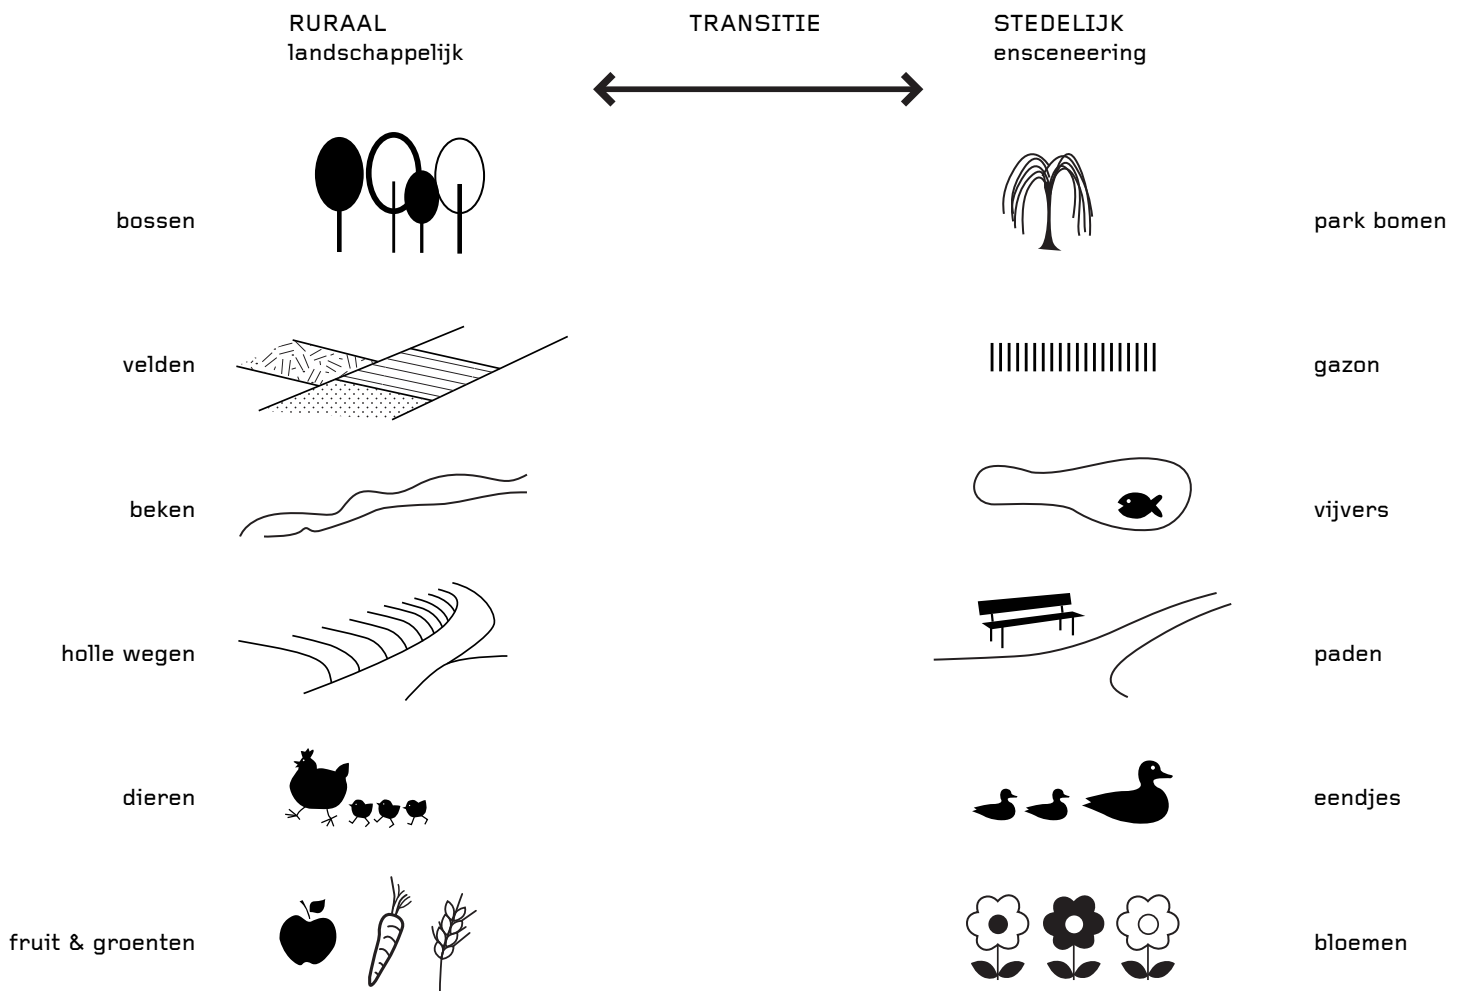 RURAAL
landschappelijk
TRANSITIE
STEDELIJK
ensceneering
bossen
park bomen
velden
gazon
beken
vijvers
holle wegen
paden
dieren
eendjes
fruit & groenten
bloemen